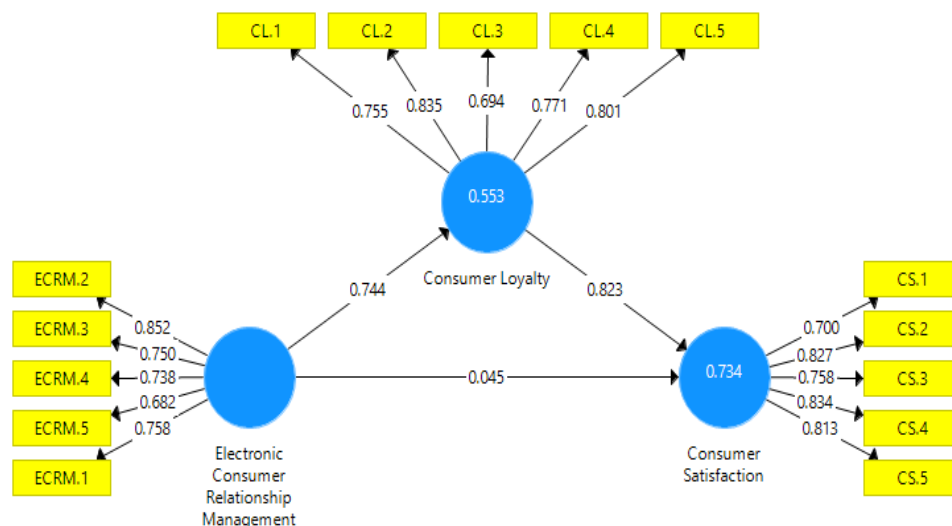 CL.1 CL.2 CL.3 CL.4 CL.5
0.755 0.835 0.694 0.771 0.801
0.553
Consumer Loyalty
0.744 0.823
ECRM.2
ECRM.3
ECRM.4
ECRM.5
ECRM.1
0.852
0.750
0.738
0.682
0.758
Electronic
Consumer
Relationship
Management
0.045
0.734
Consumer
Satisfaction
0.700
0.827
0.758
0.834
0.813
CS.1
CS.2
CS.3
CS.4
CS.5